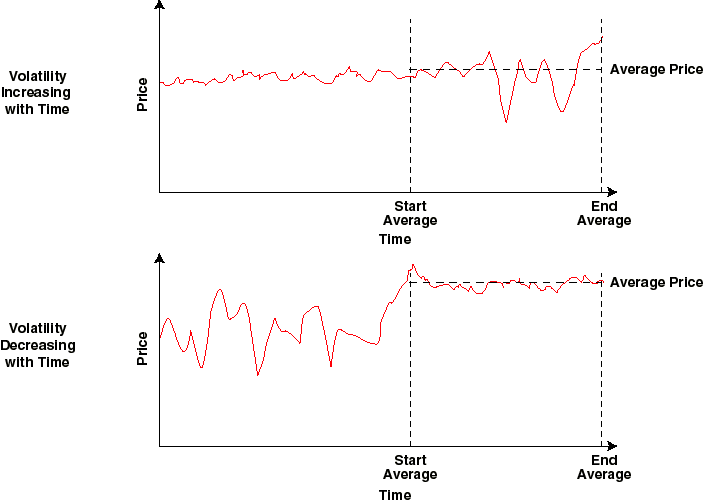 Volatility
Increasing
with Time
Price
Average Price
Start
Average
End
Average
Time
Volatility
Decreasing
with Time
Price
Average Price
Start
Average
End
Average
Time